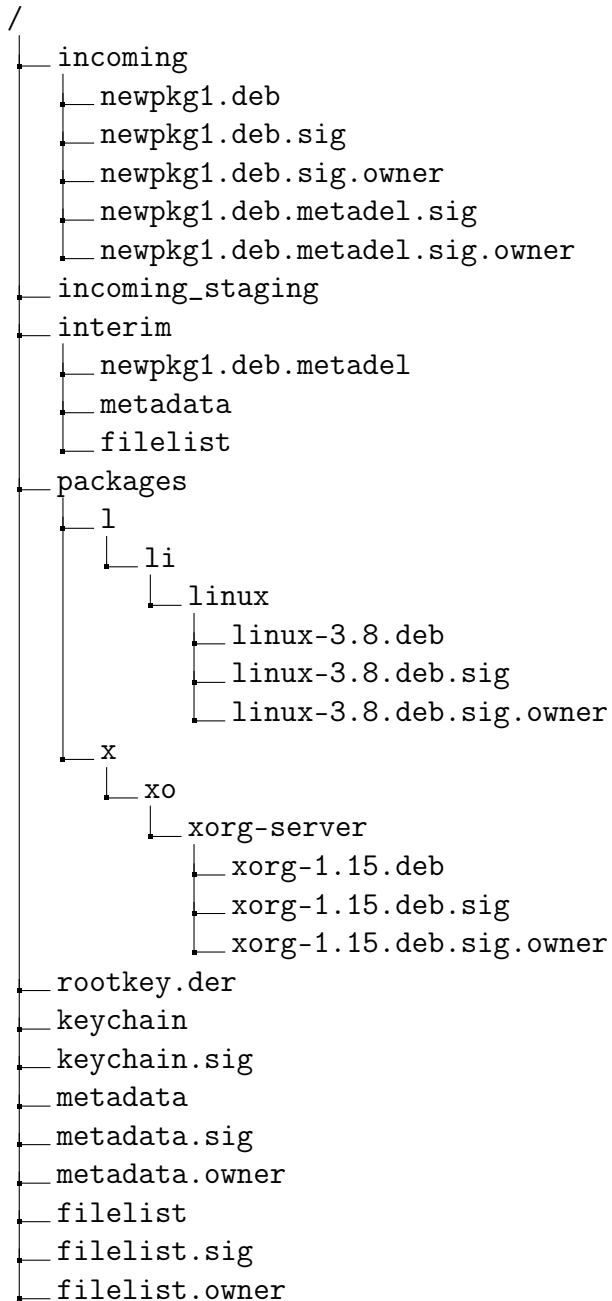 /
incoming
newpkg1.deb
newpkg1.deb.sig
newpkg1.deb.sig.owner
newpkg1.deb.metadel.sig
newpkg1.deb.metadel.sig.owner
incoming_staging
interim
newpkg1.deb.metadel
metadata
filelist
packages
l
li
linux
linux-3.8.deb
linux-3.8.deb.sig
linux-3.8.deb.sig.owner
x
xo
xorg-server
xorg-1.15.deb
xorg-1.15.deb.sig
xorg-1.15.deb.sig.owner
rootkey.der
keychain
keychain.sig
metadata
metadata.sig
metadata.owner
filelist
filelist.sig
filelist.owner